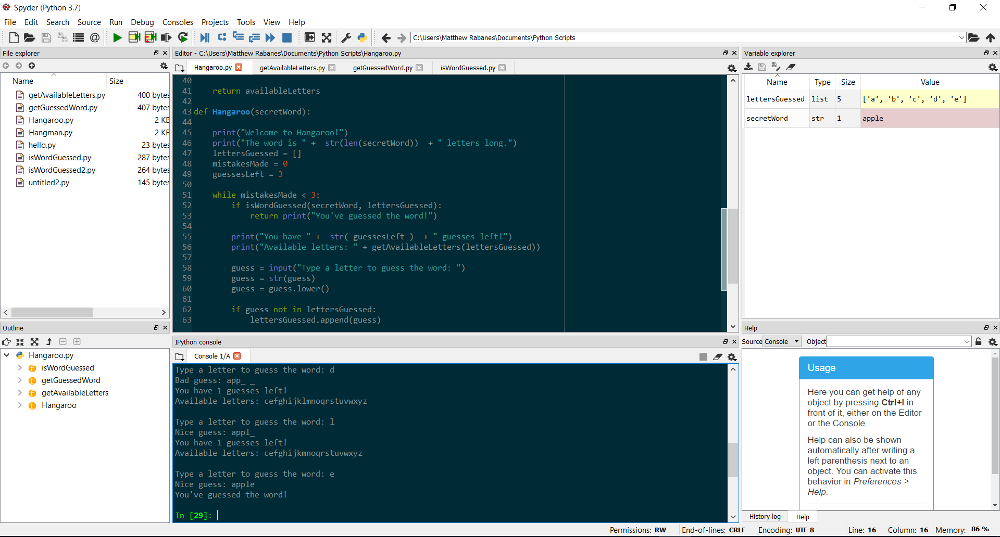 Spyder (Python 3.7)
File Edit Search Source Run Debug Consoles Projects Tools View Help
C:\Users\Matthew Rabanes\Documents\Python Scripts
File explorer
Name Size
getAvailableLetters.py 400 bytes
getGuessedWord.py 407 bytes
Hangaroo.py 2 KB
Hangman.py 2 KB
hello.py 23 bytes
isWordGuessed.py 287 bytes
isWordGuessed2.py 264 bytes
untitled2.py 145 bytes
Outline
Hangaroo.py
isWordGuessed
getGuessedWord
getAvailableLetters
Hangaroo
Editor - C:\Users\Matthew Rabanes\Documents\Python Scripts\Hangaroo.py
Hangaroo.py getAvailableLetters.py getGuessedWord.py isWordGuessed.py
40
41     return availableLetters
42
43 def Hangaroo(secretWord):
44
45     print("Welcome to Hangaroo!")
46     print("The word is " +  str(len(secretWord))  + " letters long.")
47     lettersGuessed = []
48     mistakesMade = 0
49     guessesLeft = 3
50
51     while mistakesMade < 3:
52         if isWordGuessed(secretWord, lettersGuessed):
53             return print("You've guessed the word!")
54
55         print("You have " +  str( guessesLeft )  + " guesses left!")
56         print("Available letters: " + getAvailableLetters(lettersGuessed))
57
58         guess = input("Type a letter to guess the word: ")
59         guess = str(guess)
60         guess = guess.lower()
61
62         if guess not in lettersGuessed:
63             lettersGuessed.append(guess)
IPython console
Console 1/A
Type a letter to guess the word: d
Bad guess: app_ _
You have 1 guesses left!
Available letters: cefghijklmnoqrstuvwxyz
Type a letter to guess the word: l
Nice guess: appl_
You have 1 guesses left!
Available letters: cefghijkmnoqrstuvwxyz
Type a letter to guess the word: e
Nice guess: apple
You've guessed the word!
In [29]:
Variable explorer
Name Type Size Value
lettersGuessed list 5 ['a', 'b', 'c', 'd', 'e']
secretWord str 1 apple
Help
Source Console Object
Usage
Here you can get help of any
object by pressing Ctrl+I in
front of it, either on the Editor
or the Console.
Help can also be shown
automatically after writing a
left parenthesis next to an
object. You can activate this
behavior in Preferences >
Help.
History log Help
Permissions: RW End-of-lines: CRLF Encoding: UTF-8 Line: 16 Column: 16 Memory: 86 %